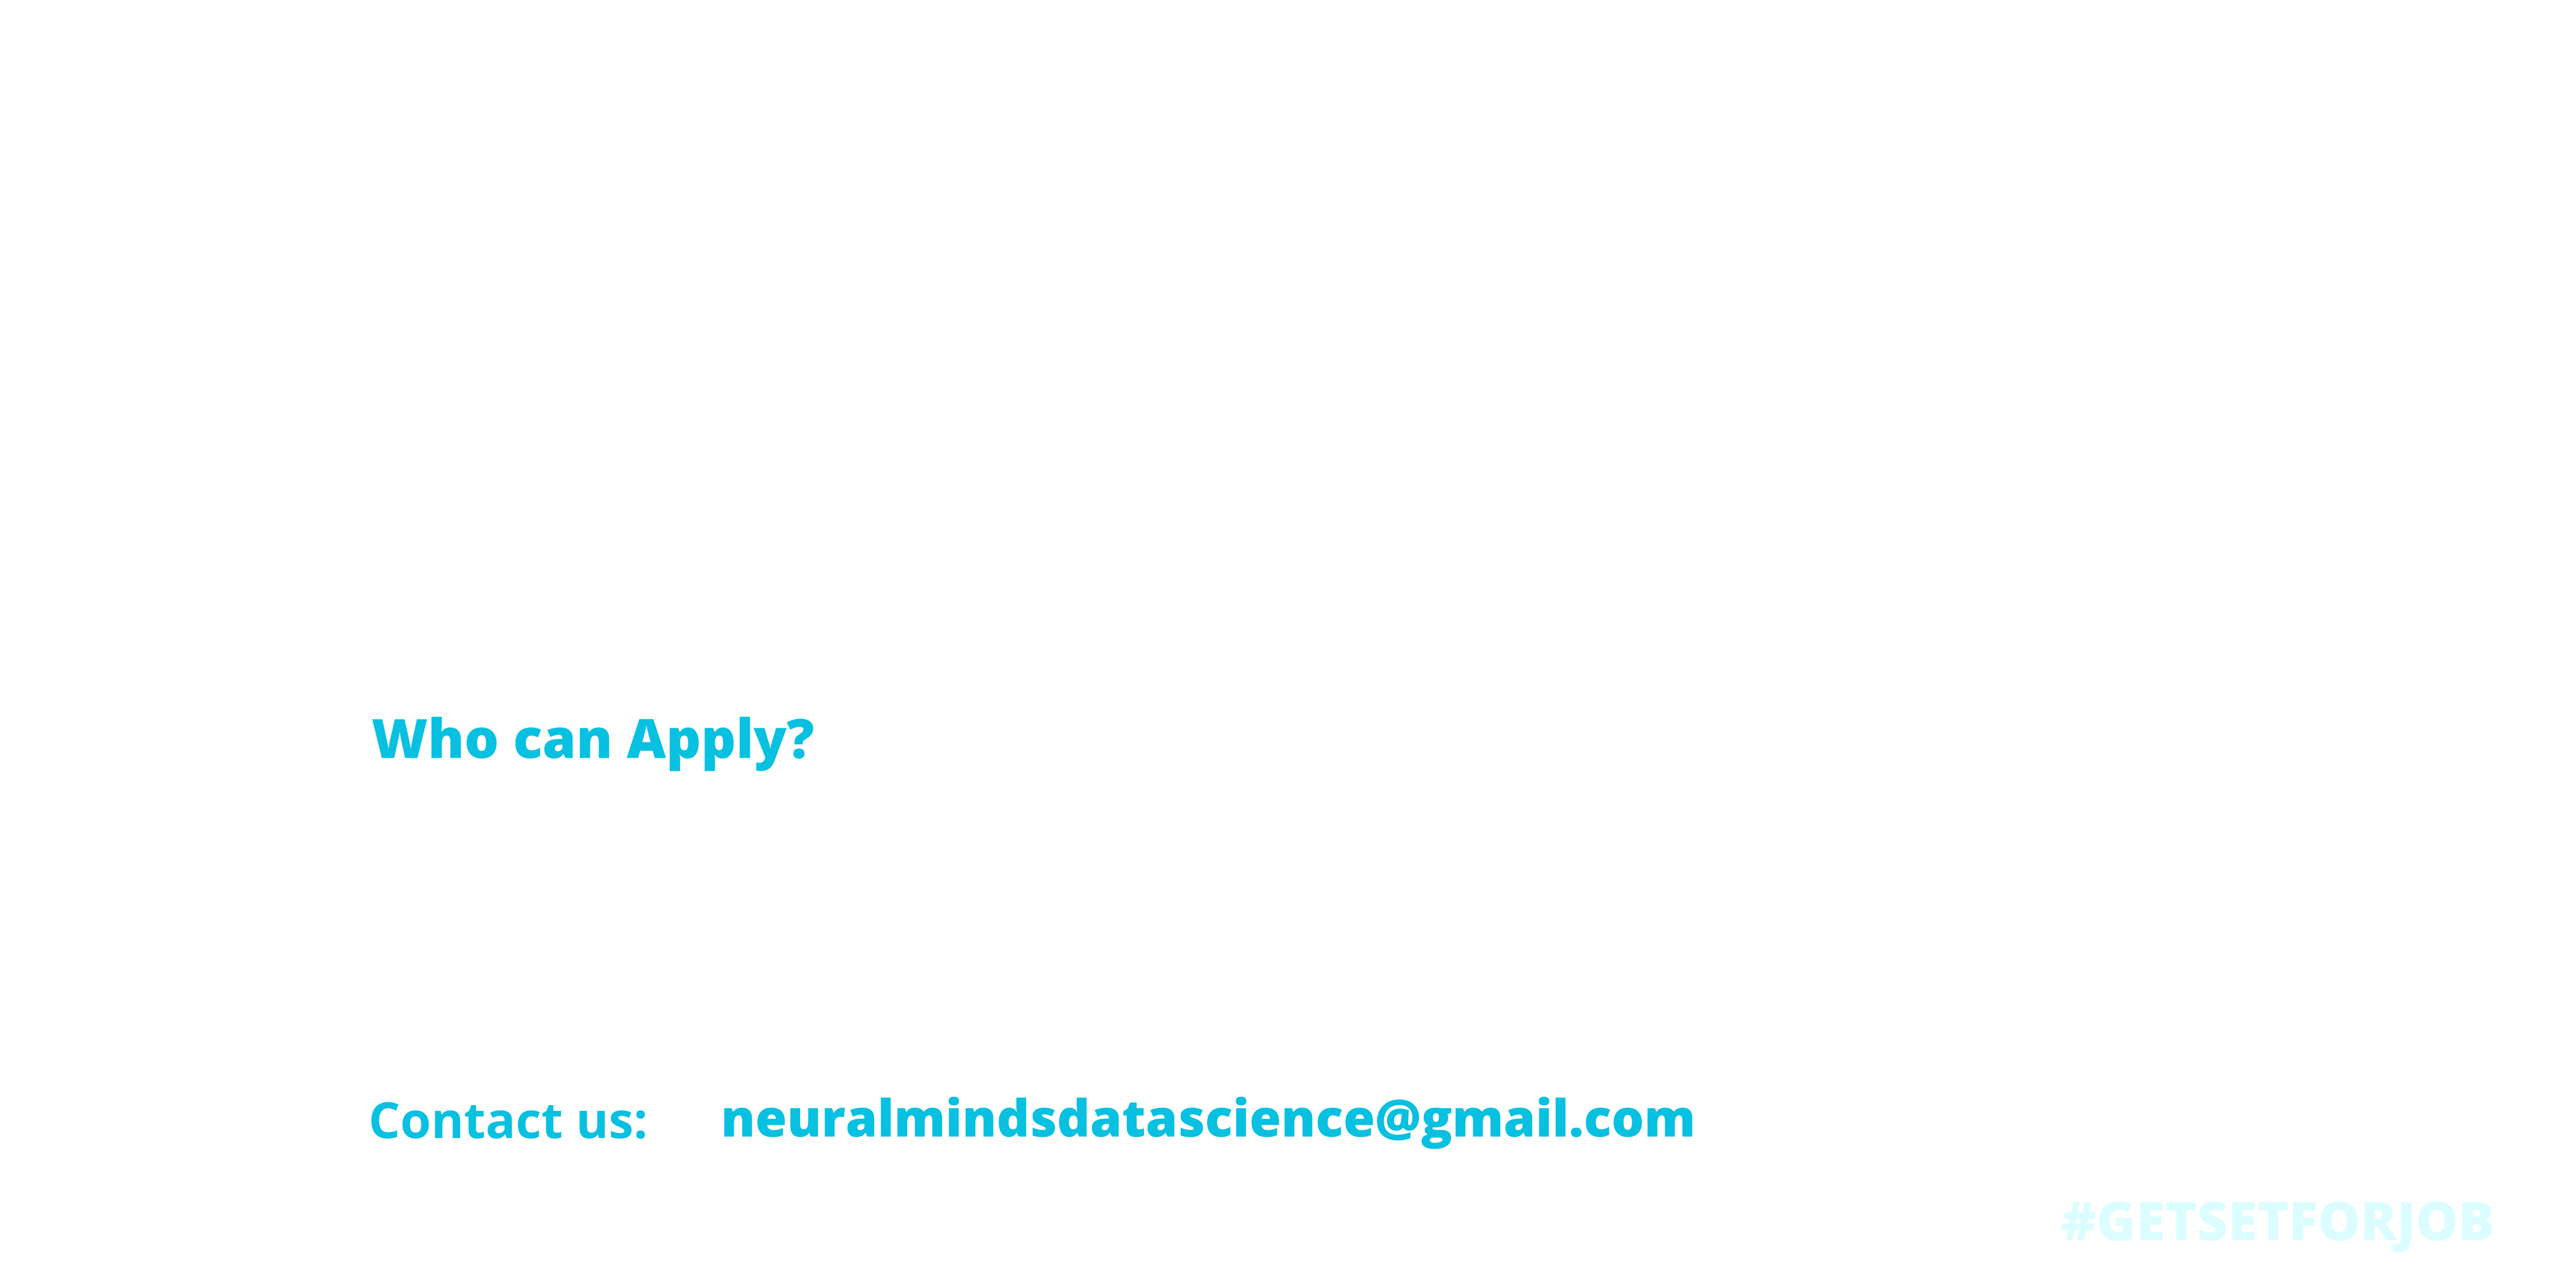 Who can Apply?
Contact us: neuralmindsdatascience@gmail.com
#GETSETFORJOB